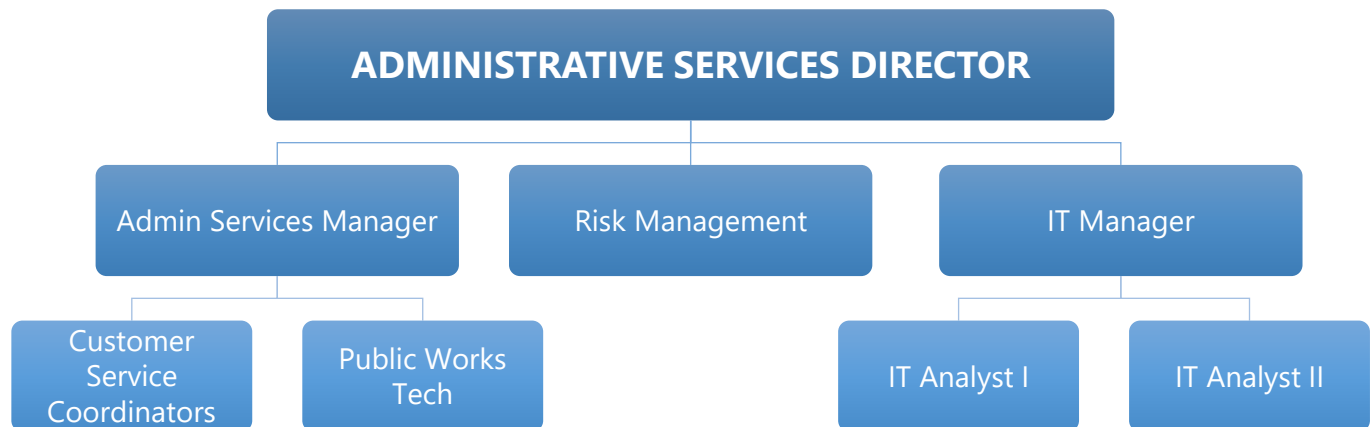 ADMINISTRATIVE SERVICES DIRECTOR
Admin Services Manager
Risk Management
IT Manager
Customer
Service
Coordinators
Public Works
Tech
IT Analyst I
IT Analyst II